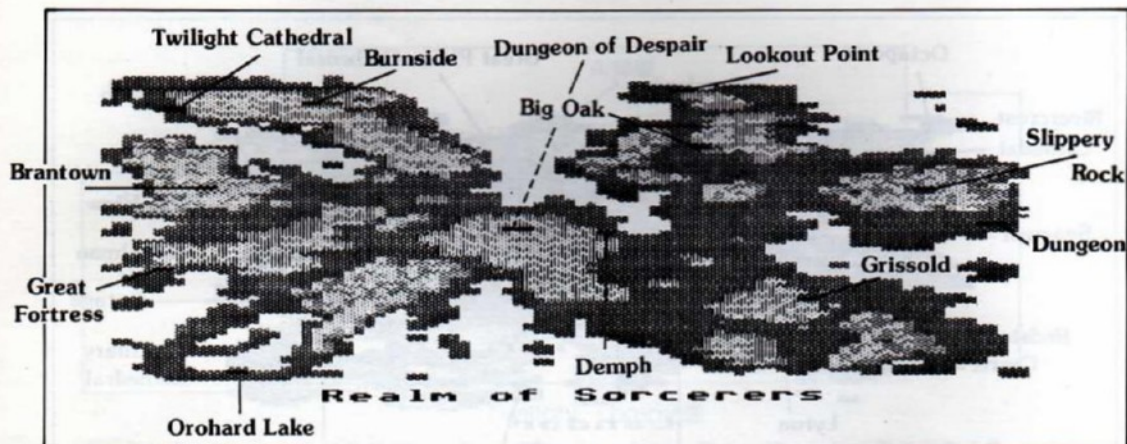 Twilight Cathedral
Burnside
Dungeon of Despair
Lookout Point
Big Oak
Slippery
Rock
Brantown
Dungeon
Grissold
Great
Fortress
Demph
Realm of Sorcerers
Orohard Lake